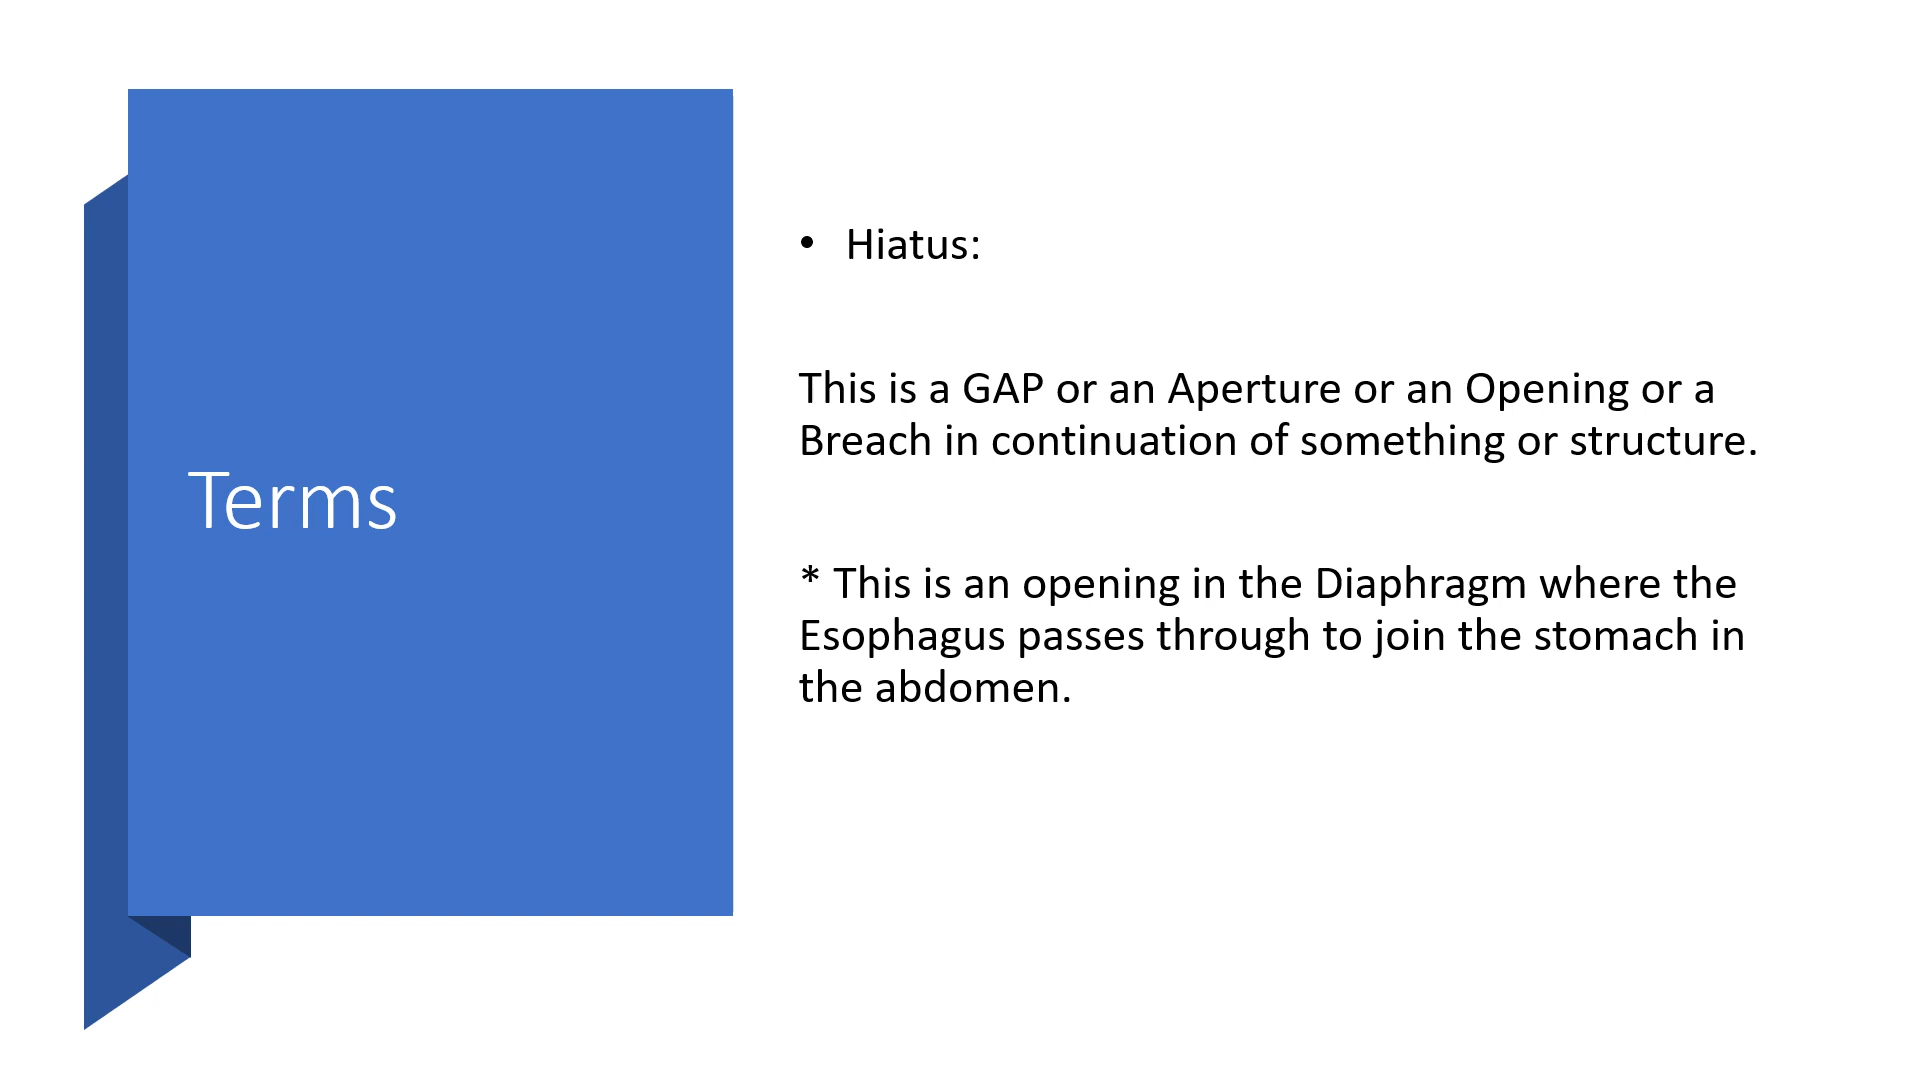 Terms
• Hiatus:
This is a GAP or an Aperture or an Opening or a
Breach in continuation of something or structure.
* This is an opening in the Diaphragm where the
Esophagus passes through to join the stomach in
the abdomen.